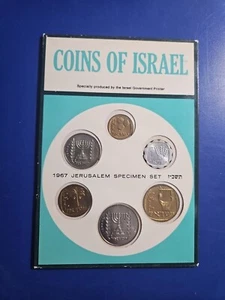 COINS OF ISRAEL
Specially produced by the Israel Government Printer
1967 JERUSALEM SPECIMEN SET תשכ"ז